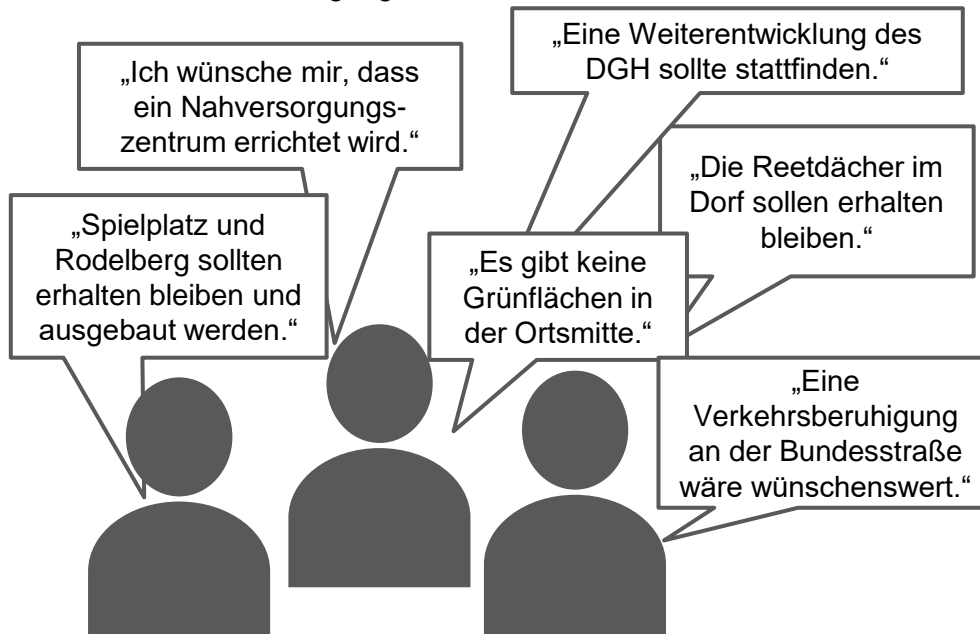 „Eine Weiterentwicklung des
DGH sollte stattfinden.“
„Ich wünsche mir, dass
ein Nahversorgungs-
zentrum errichtet wird.“
„Die Reetdächer im
Dorf sollen erhalten
bleiben.“
„Spielplatz und
Rodelberg sollten
erhalten bleiben und
ausgebaut werden.“
„Es gibt keine
Grünflächen in
der Ortsmitte.“
„Eine
Verkehrsberuhigung
an der Bundesstraße
wäre wünschenswert.“